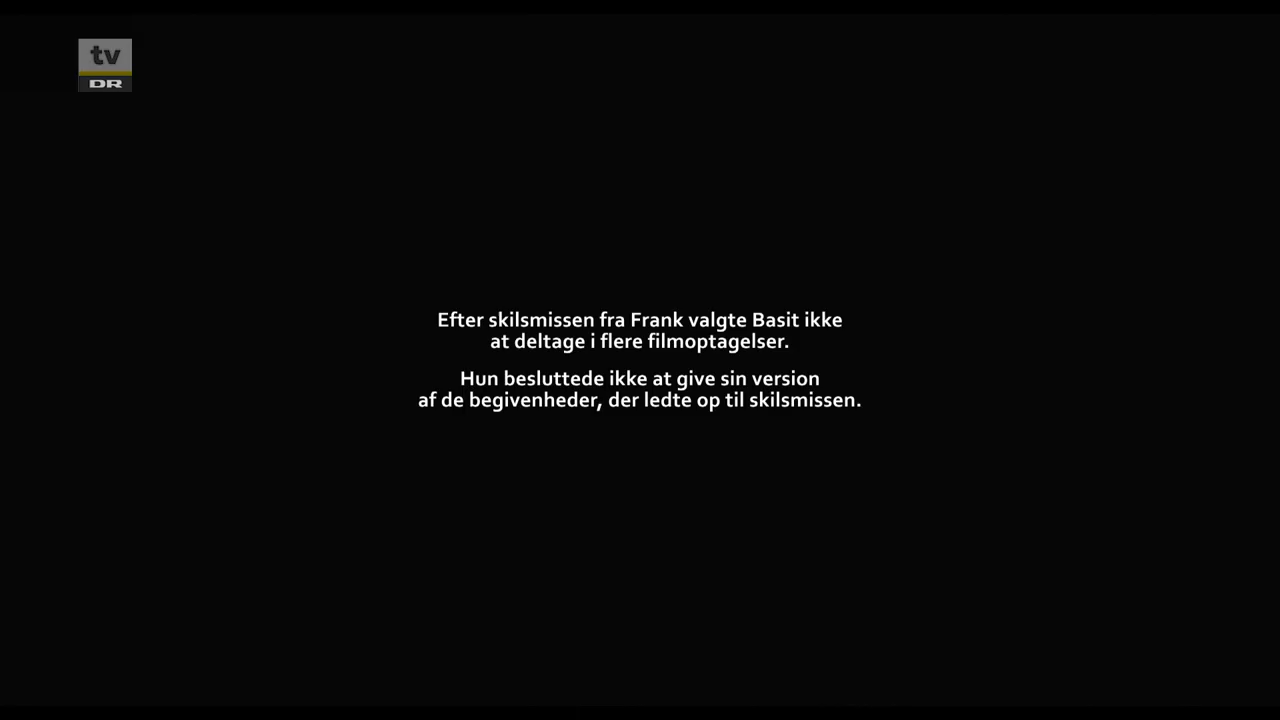 tv
DR
Efter skilsmissen fra Frank valgte Basit ikke
at deltage i flere filmoptagelser.
Hun besluttede ikke at give sin version
af de begivenheder, der ledte op til skilsmissen.